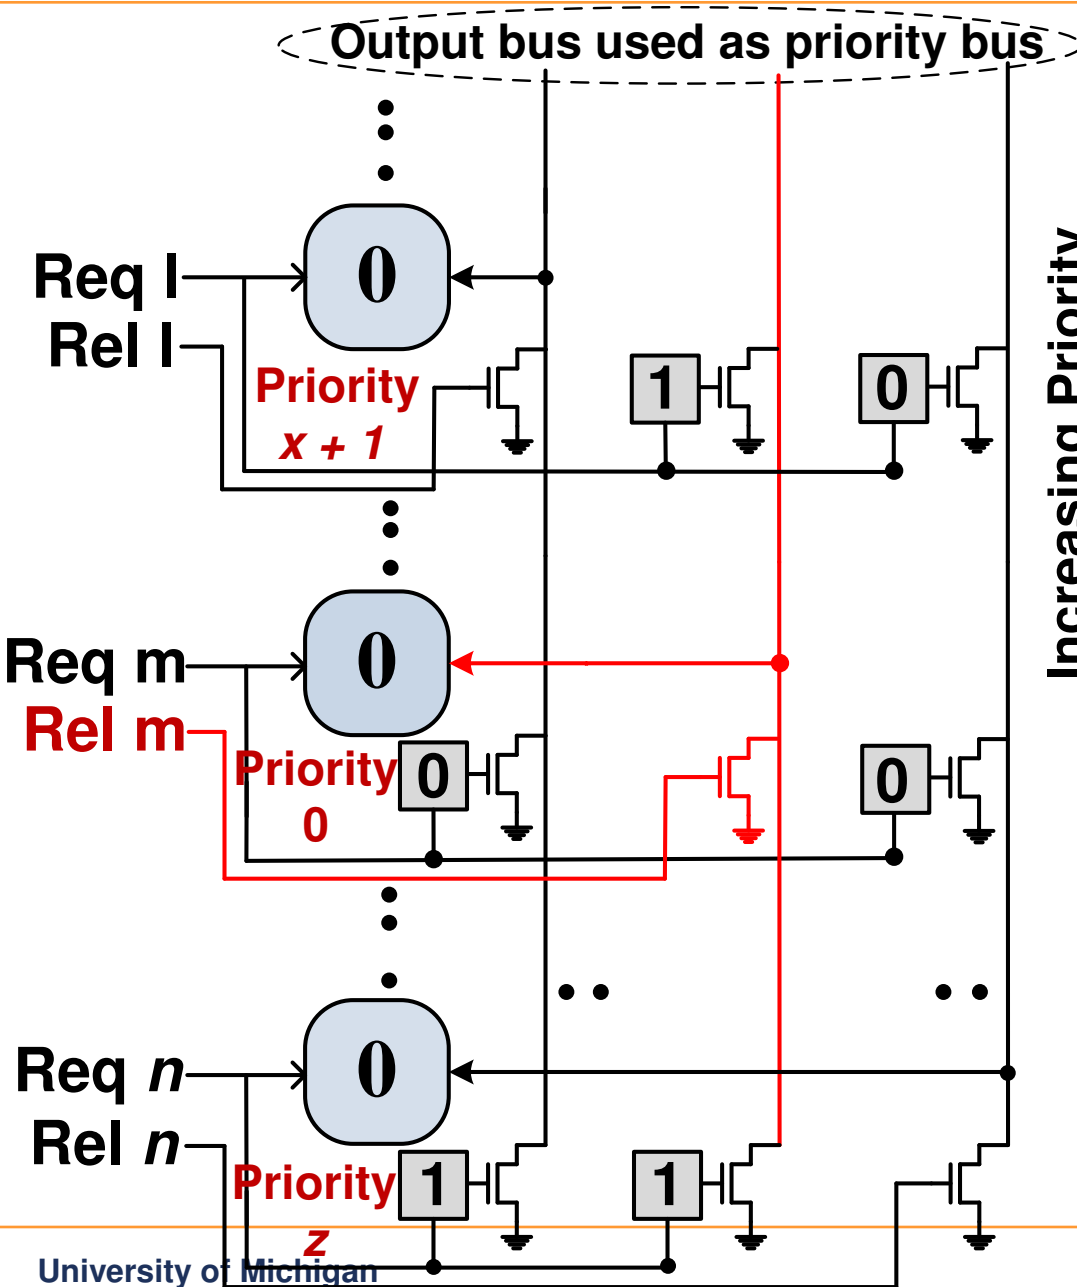 Output bus used as priority bus
Req l
0
Rel l
Priority
x + 1
1
0
Increasing Priority
Req m
0
Rel m
Priority
0
0
0
Req n
0
Rel n
Priority
z
1
1
University of Michigan